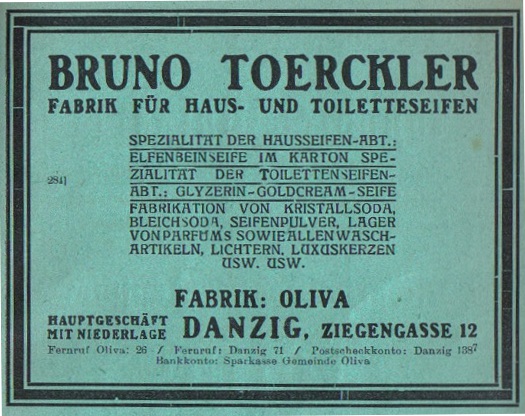 BRUNO TOERCKLER
FABRIK FÜR HAUS- UND TOILETTESEIFEN
SPEZIALITÄT DER HAUSSEIFEN-ABT.:
ELFENBEINSEIFE IM KARTON SPE-
ZIALITÄT DER TOILETTENSEIFEN-
ABT.: GLYZERIN-GOLDCREAM-SEIFE
284]
FABRIKATION VON KRISTALLSODA,
BLEICHSODA, SEIFENPULVER, LAGER
VON PARFÜMS SOWIE ALLEN WASCH-
ARTIKELN, LICHTERN, LUXUSKERZEN
USW. USW.
FABRIK: OLIVA
HAUPTGESCHÄFT
MIT NIEDERLAGE DANZIG, ZIEGENGASSE 12
Fernruf Oliva: 26 / Fernruf: Danzig 71 / Postscheckkonto: Danzig 1387
Bankkonto: Sparkasse Gemeinde Oliva